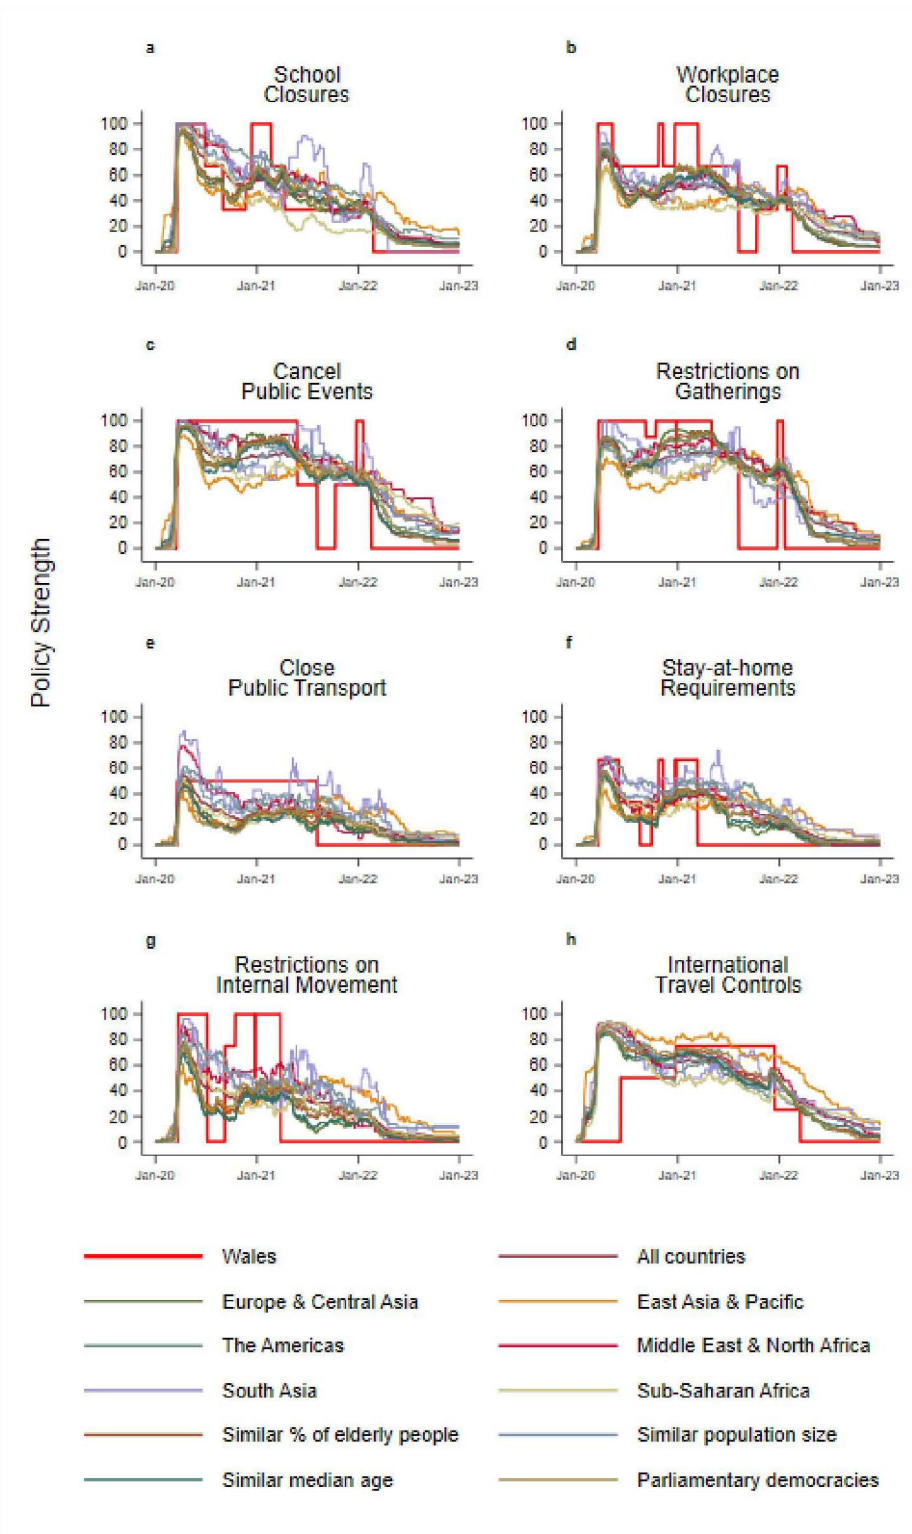 a
School
Closures
100
80
60
40
20
0
Jan-20
Jan-21
Jan-22
Jan-23
b
Workplace
Closures
100
80
60
40
20
0
Jan-20
Jan-21
Jan-22
Jan-23
c
Cancel
Public Events
100
80
60
40
20
0
Jan-20
Jan-21
Jan-22
Jan-23
d
Restrictions on
Gatherings
100
80
60
40
20
0
Jan-20
Jan-21
Jan-22
Jan-23
Policy Strength
e
Close
Public Transport
100
80
60
40
20
0
Jan-20
Jan-21
Jan-22
Jan-23
f
Stay-at-home
Requirements
100
80
60
40
20
0
Jan-20
Jan-21
Jan-22
Jan-23
g
Restrictions on
Internal Movement
100
80
60
40
20
0
Jan-20
Jan-21
Jan-22
Jan-23
h
International
Travel Controls
100
80
60
40
20
0
Jan-20
Jan-21
Jan-22
Jan-23
Wales
All countries
Europe & Central Asia
East Asia & Pacific
The Americas
Middle East & North Africa
South Asia
Sub-Saharan Africa
Similar % of elderly people
Similar population size
Similar median age
Parliamentary democracies